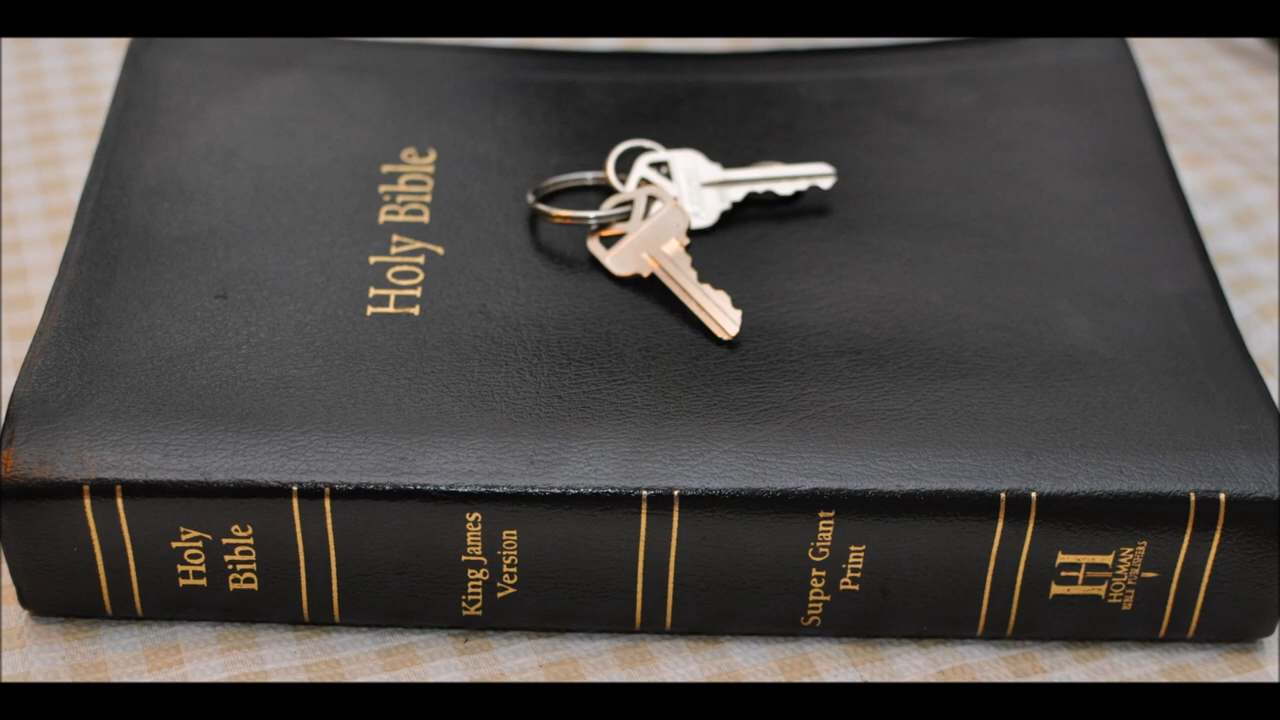 Holy Bible
Holy
Bible
King James
Version
Super Giant
Print
HOLMAN
BIBLE PUBLISHERS